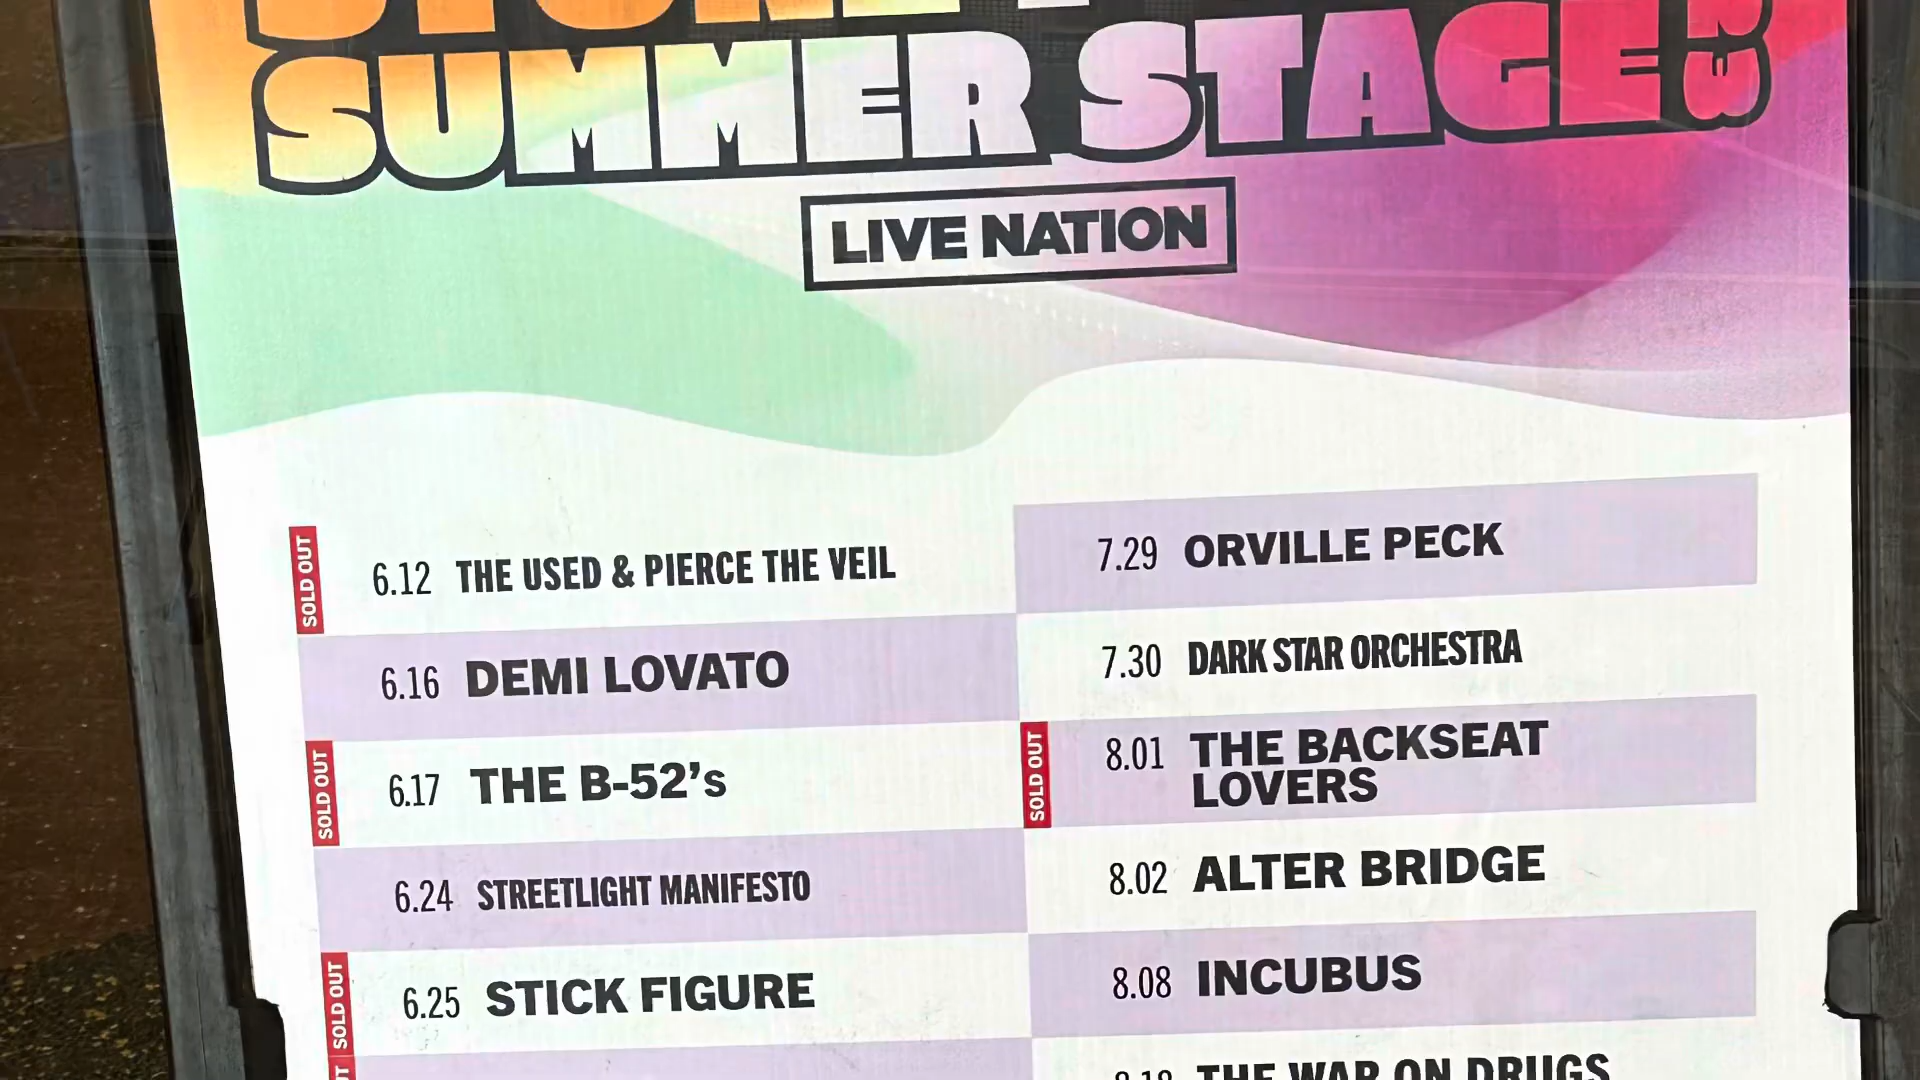 SUMMER STAGE
LIVE NATION
SOLD OUT
6.12 THE USED & PIERCE THE VEIL
6.16 DEMI LOVATO
SOLD OUT
6.17 THE B-52's
6.24 STREETLIGHT MANIFESTO
SOLD OUT
6.25 STICK FIGURE
7.29 ORVILLE PECK
7.30 DARK STAR ORCHESTRA
SOLD OUT
8.01 THE BACKSEAT
LOVERS
8.02 ALTER BRIDGE
8.08 INCUBUS
THE WAR ON DRUGS